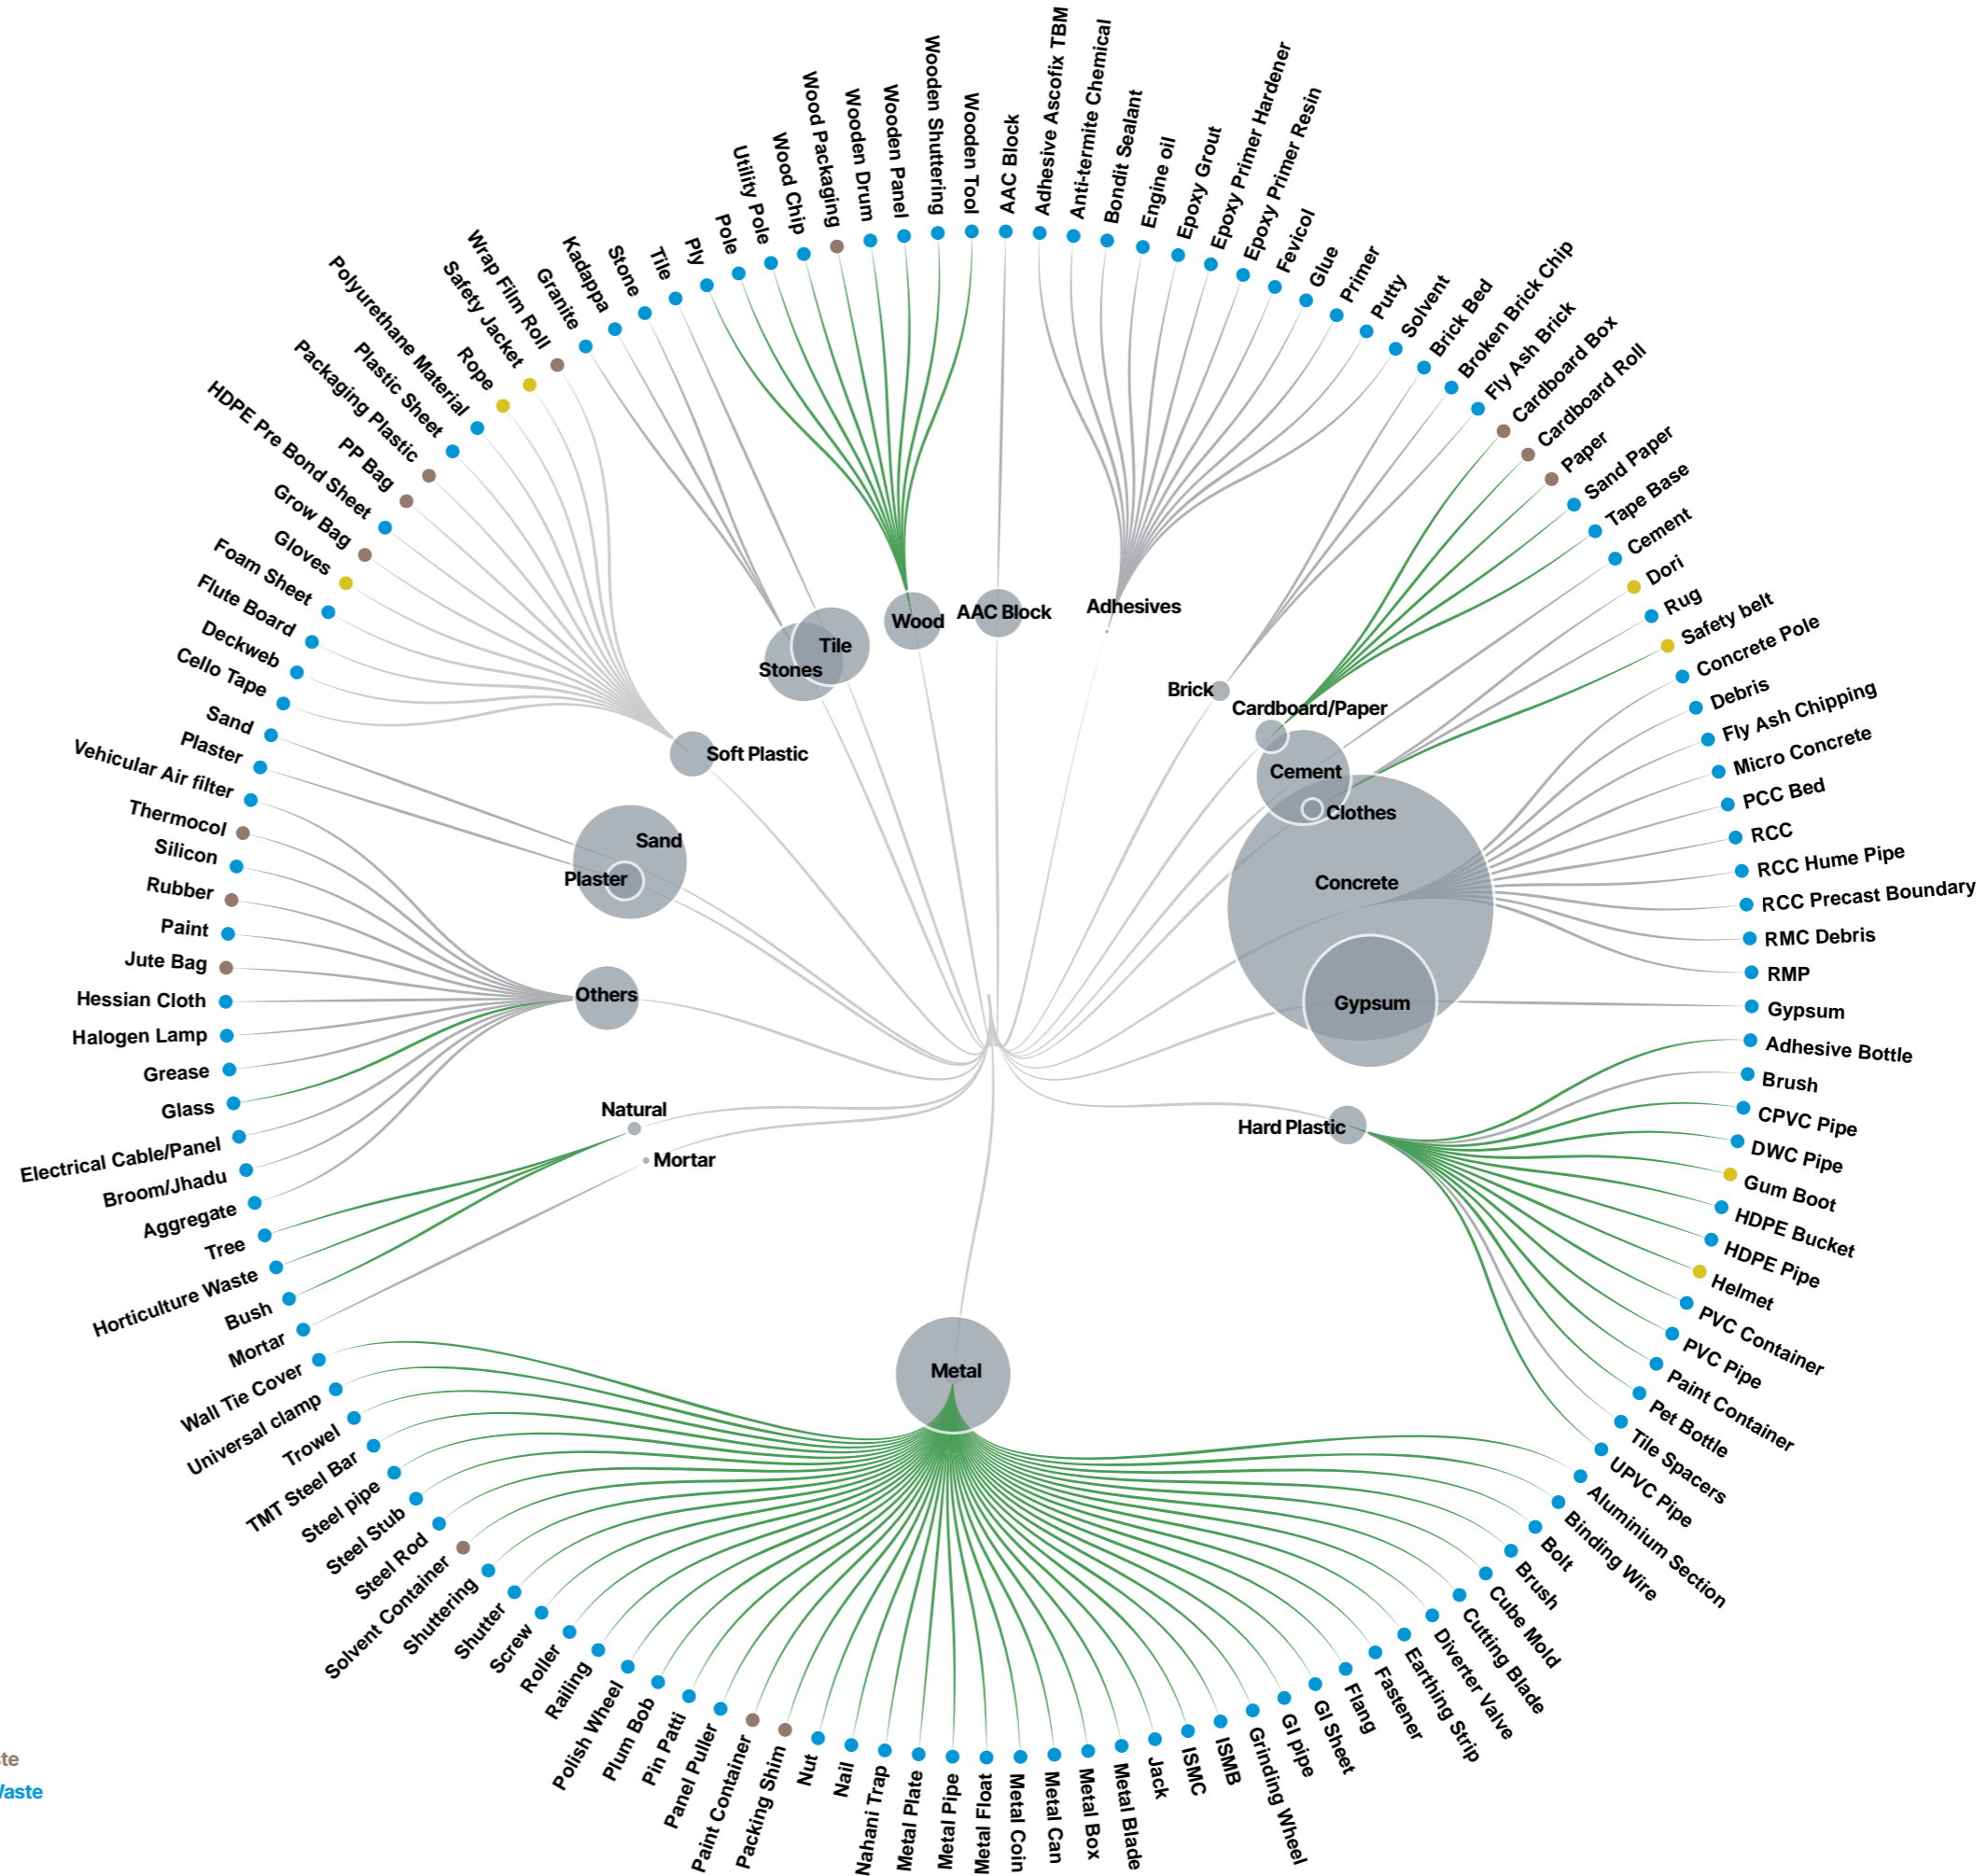 AAC Block
Adhesive Ascofix TBM
Anti-termite Chemical
Bondit Sealant
Engine oil
Epoxy Grout
Epoxy Primer Hardener
Epoxy Primer Resin
Fevicol
Glue
Primer
Putty
Solvent
Brick Bed
Broken Brick Chip
Fly Ash Brick
Cardboard Box
Cardboard Roll
Paper
Sand Paper
Tape Base
Cement
Dori
Rug
Safety belt
Concrete Pole
Debris
Fly Ash Chipping
Micro Concrete
PCC Bed
RCC
RCC Hume Pipe
RCC Precast Boundary
RMC Debris
RMP
Gypsum
Adhesive Bottle
Brush
CPVC Pipe
DWC Pipe
Gum Boot
HDPE Bucket
HDPE Pipe
Helmet
PVC Container
PVC Pipe
Paint Container
Pet Bottle
Tile Spacers
UPVC Pipe
Aluminium Section
Binding Wire
Bolt
Brush
Cube Mold
Cutting Blade
Diverter Valve
Earthing Strip
Fastener
Flang
GI Sheet
GI pipe
Grinding Wheel
ISMB
ISMC
Jack
Metal Blade
Metal Box
Metal Can
Metal Coin
Metal Float
Metal Pipe
Metal Plate
Nahani Trap
Nail
Nut
Packing Shim
Paint Container
Panel Puller
Pin Patti
Plum Bob
Polish Wheel
Railing
Roller
Screw
Shutter
Shuttering
Solvent Container
Steel Rod
Steel Stub
Steel pipe
TMT Steel Bar
Trowel
Universal clamp
Wall Tie Cover
Mortar
Bush
Horticulture Waste
Tree
Aggregate
Broom/Jhadu
Electrical Cable/Panel
Glass
Grease
Halogen Lamp
Hessian Cloth
Jute Bag
Paint
Rubber
Silicon
Thermocol
Vehicular Air filter
Plaster
Sand
Cello Tape
Deckweb
Flute Board
Foam Sheet
Gloves
Grow Bag
HDPE Pre Bond Sheet
PP Bag
Packaging Plastic
Plastic Sheet
Polyurethane Material
Rope
Safety Jacket
Wrap Film Roll
Granite
Kadappa
Stone
Tile
Ply
Pole
Utility Pole
Wood Chip
Wood Packaging
Wooden Drum
Wooden Panel
Wooden Shuttering
Wooden Tool
Wood
AAC Block
Adhesives
Tile
Stones
Brick
Cardboard/Paper
Soft Plastic
Cement
Clothes
Sand
Plaster
Concrete
Others
Gypsum
Natural
Hard Plastic
Mortar
Metal